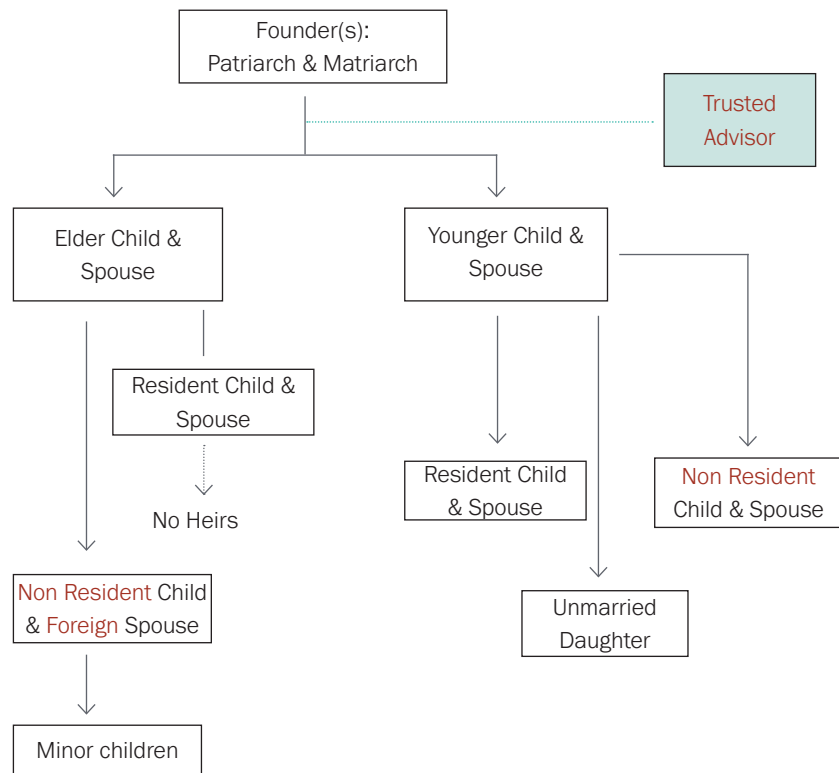 Founder(s):
Patriarch & Matriarch
Trusted
Advisor
Elder Child &
Spouse
Younger Child &
Spouse
Resident Child &
Spouse
No Heirs
Resident Child
& Spouse
Non Resident
Child & Spouse
Non Resident Child
& Foreign Spouse
Unmarried
Daughter
Minor children